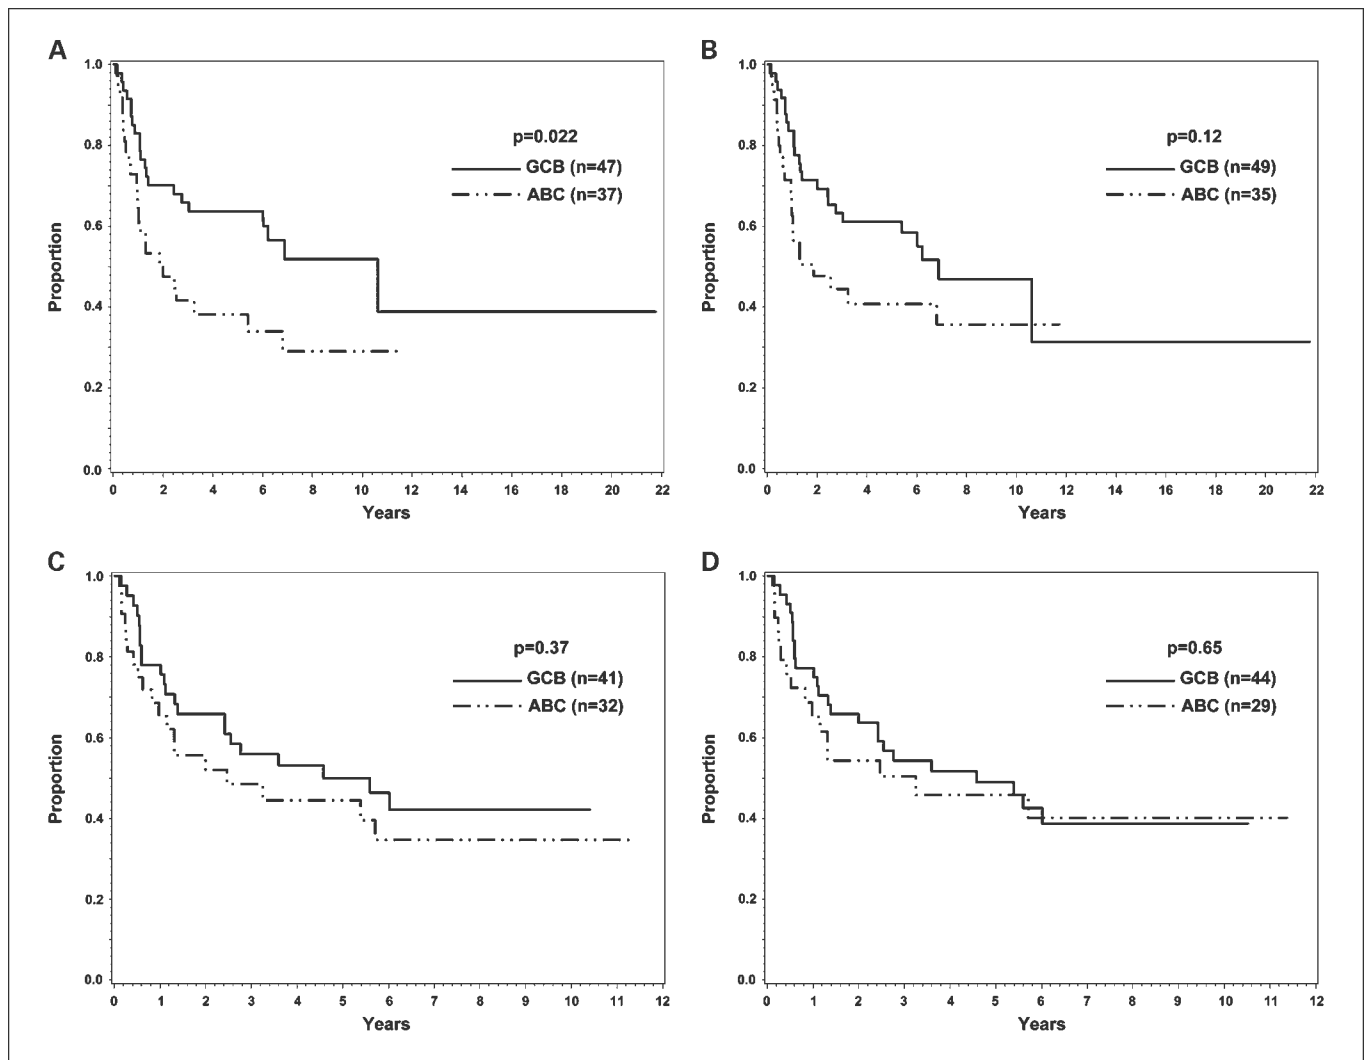 A
1.0
0.8
0.6
0.4
0.2
0.0
Proportion
p=0.022
GCB (n=47)
ABC (n=37)
0 2 4 6 8 10 12 14 16 18 20 22
Years
B
1.0
0.8
0.6
0.4
0.2
0.0
Proportion
p=0.12
GCB (n=49)
ABC (n=35)
0 2 4 6 8 10 12 14 16 18 20 22
Years
C
1.0
0.8
0.6
0.4
0.2
0.0
Proportion
p=0.37
GCB (n=41)
ABC (n=32)
0 1 2 3 4 5 6 7 8 9 10 11 12
Years
D
1.0
0.8
0.6
0.4
0.2
0.0
Proportion
p=0.65
GCB (n=44)
ABC (n=29)
0 1 2 3 4 5 6 7 8 9 10 11 12
Years